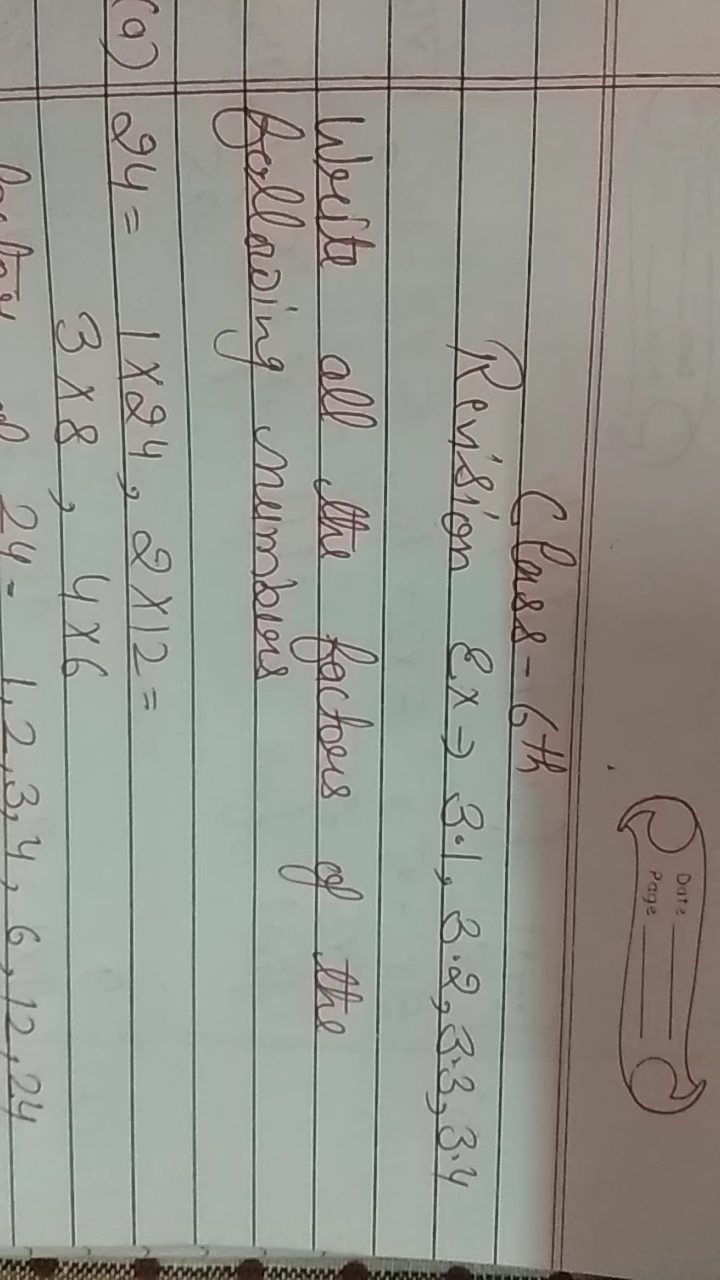 Date
Page
Class - 6th
Revision Ex → 3.1, 3.2, 3.3, 3.4
Write all the factors of the
following numbers
(a) 24 = 1×24, 2×12 =
3×8, 4×6
factor of 24 = 1, 2, 3, 4, 6, 12, 24